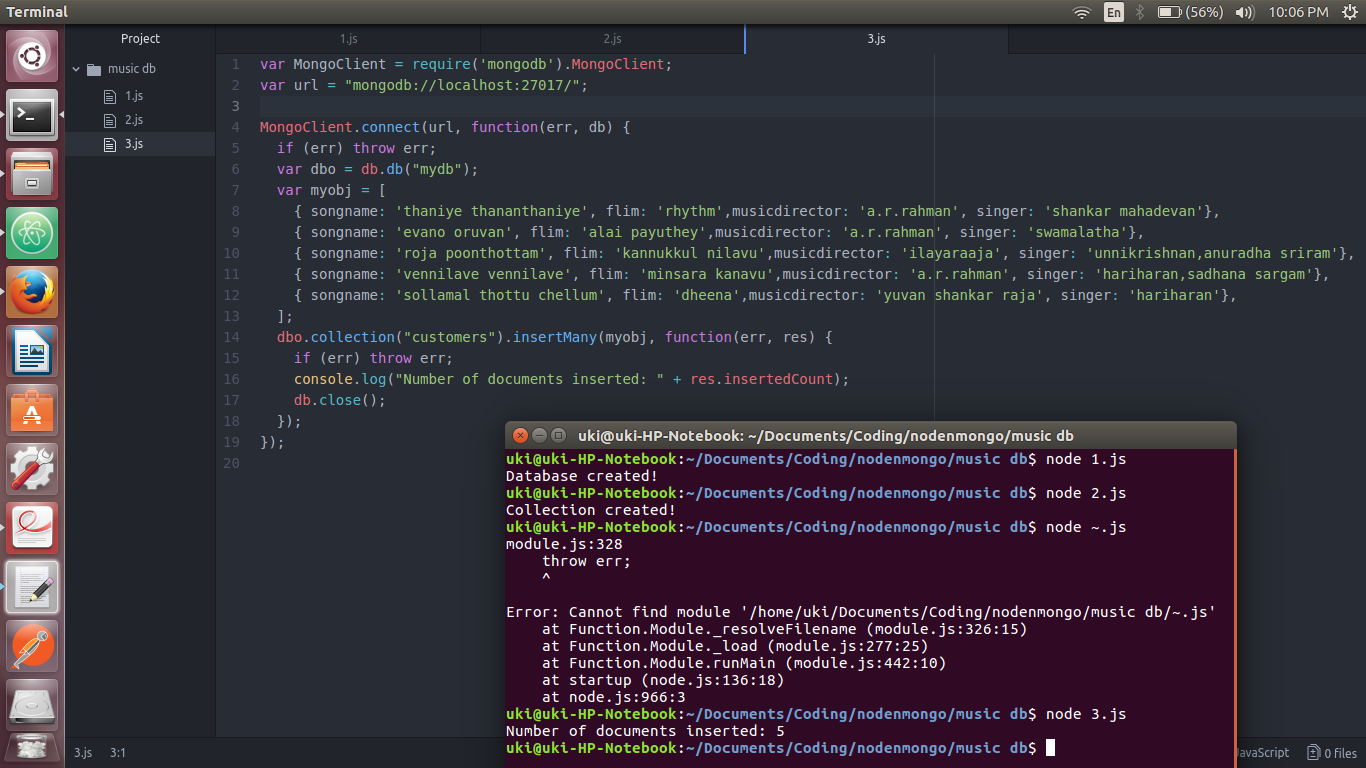 Terminal
En
(56%)
10:06 PM
Project
music db
1.js
2.js
3.js
1.js
2.js
3.js
1 var MongoClient = require('mongodb').MongoClient;
2 var url = "mongodb://localhost:27017/";
3
4 MongoClient.connect(url, function(err, db) {
5 if (err) throw err;
6 var dbo = db.db("mydb");
7 var myobj = [
8 { songname: 'thaniye thananthaniye', flim: 'rhythm',musicdirector: 'a.r.rahman', singer: 'shankar mahadevan'},
9 { songname: 'evano oruvan', flim: 'alai payuthey',musicdirector: 'a.r.rahman', singer: 'swamalatha'},
10 { songname: 'roja poonthottam', flim: 'kannukkul nilavu',musicdirector: 'ilayaraaja', singer: 'unnikrishnan,anuradha sriram'},
11 { songname: 'vennilave vennilave', flim: 'minsara kanavu',musicdirector: 'a.r.rahman', singer: 'hariharan,sadhana sargam'},
12 { songname: 'sollamal thottu chellum', flim: 'dheena',musicdirector: 'yuvan shankar raja', singer: 'hariharan'},
13 ];
14 dbo.collection("customers").insertMany(myobj, function(err, res) {
15 if (err) throw err;
16 console.log("Number of documents inserted: " + res.insertedCount);
17 db.close();
18 });
19 });
20
uki@uki-HP-Notebook: ~/Documents/Coding/nodenmongo/music db
uki@uki-HP-Notebook:~/Documents/Coding/nodenmongo/music db$ node 1.js
Database created!
uki@uki-HP-Notebook:~/Documents/Coding/nodenmongo/music db$ node 2.js
Collection created!
uki@uki-HP-Notebook:~/Documents/Coding/nodenmongo/music db$ node ~.js
module.js:328
throw err;
^
Error: Cannot find module '/home/uki/Documents/Coding/nodenmongo/music db/~.js'
at Function.Module._resolveFilename (module.js:326:15)
at Function.Module._load (module.js:277:25)
at Function.Module.runMain (module.js:442:10)
at startup (node.js:136:18)
at node.js:966:3
uki@uki-HP-Notebook:~/Documents/Coding/nodenmongo/music db$ node 3.js
Number of documents inserted: 5
uki@uki-HP-Notebook:~/Documents/Coding/nodenmongo/music db$
3.js 3:1
JavaScript
0 files